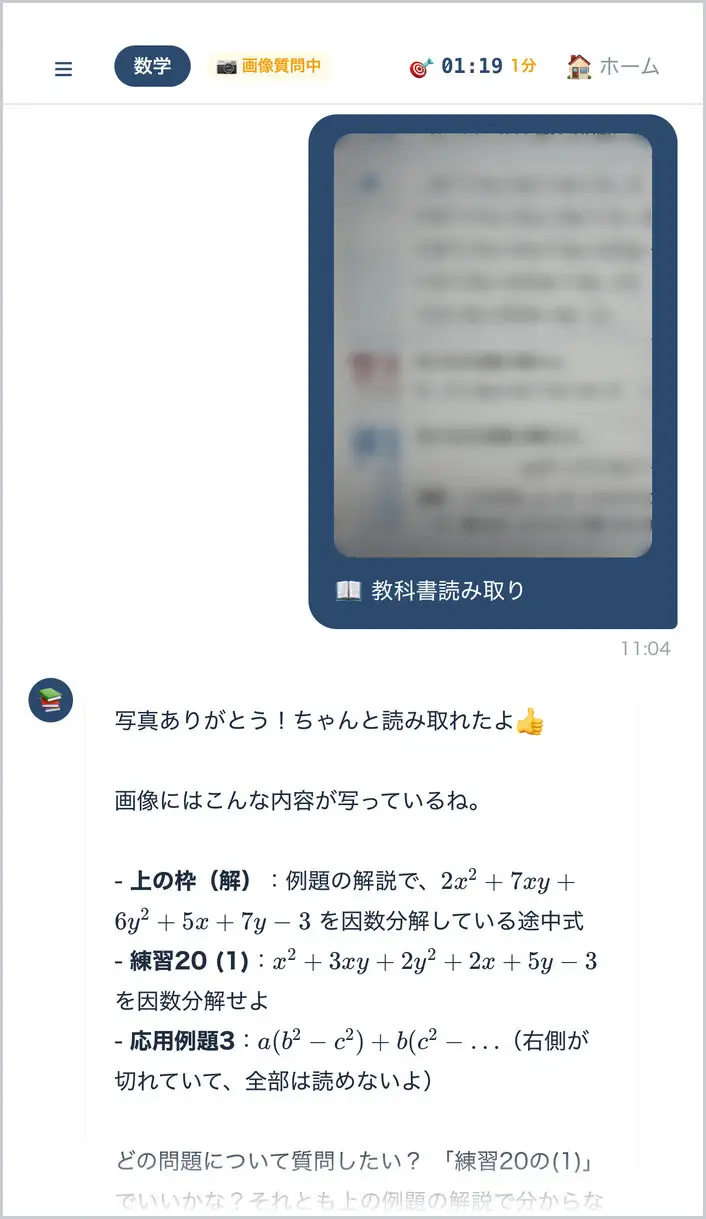 数学 画像質問中 01:19 1分 ホーム
教科書読み取り
11:04
写真ありがとう！ちゃんと読み取れたよ👍
画像にはこんな内容が写っているね。
- 上の枠（解）：例題の解説で、2x² + 7xy +
6y² + 5x + 7y − 3 を因数分解している途中式
- 練習20 (1)：x² + 3xy + 2y² + 2x + 5y − 3
を因数分解せよ
- 応用例題3：a(b² − c²) + b(c² − …（右側が
切れていて、全部は読めないよ）
どの問題について質問したい？ 「練習20の(1)」
でいいかな？それとも上の例題の解説で分からな